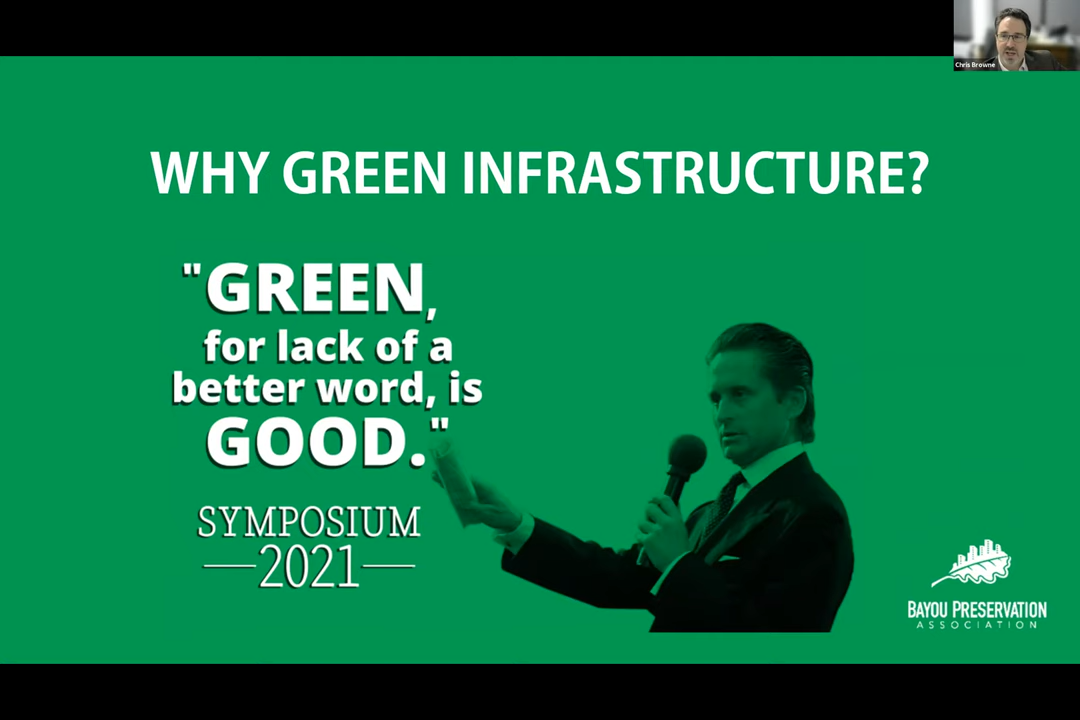 Chris Browne
WHY GREEN INFRASTRUCTURE?
"GREEN,
for lack of a
better word, is
GOOD."
SYMPOSIUM
2021
BAYOU PRESERVATION
ASSOCIATION